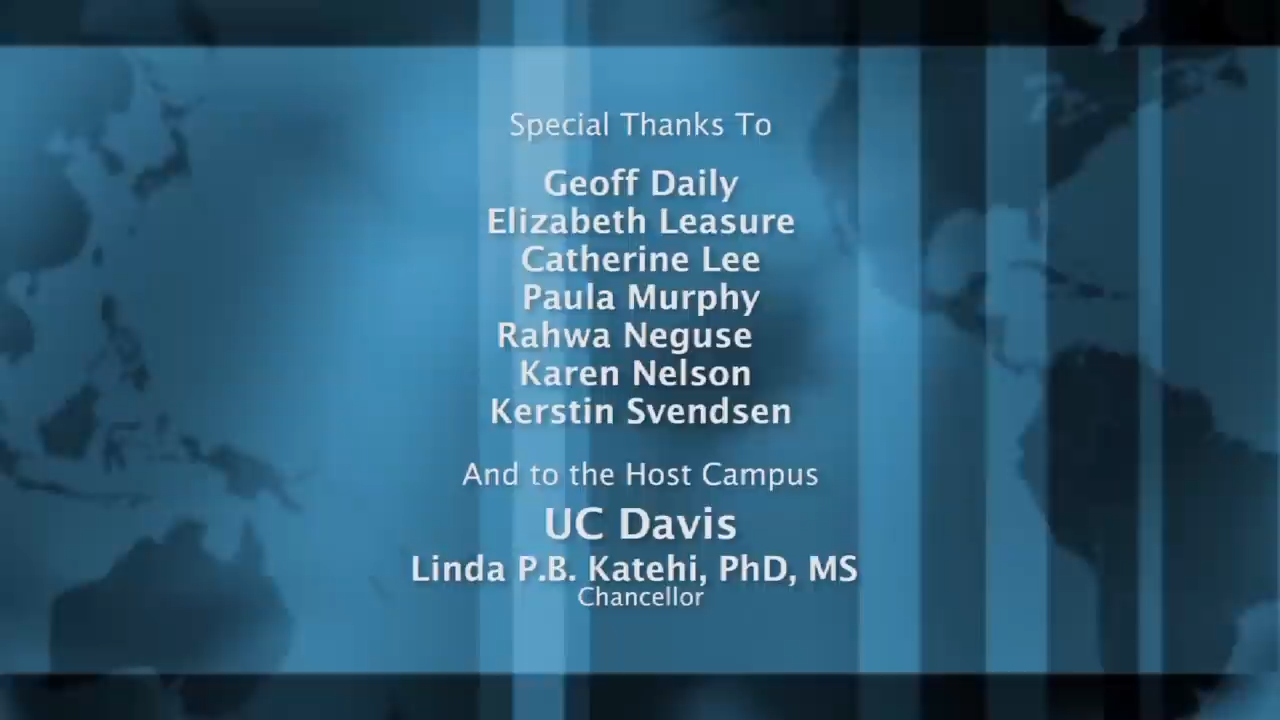 Special Thanks To
Geoff Daily
Elizabeth Leasure
Catherine Lee
Paula Murphy
Rahwa Neguse
Karen Nelson
Kerstin Svendsen
And to the Host Campus
UC Davis
Linda P.B. Katehi, PhD, MS
Chancellor